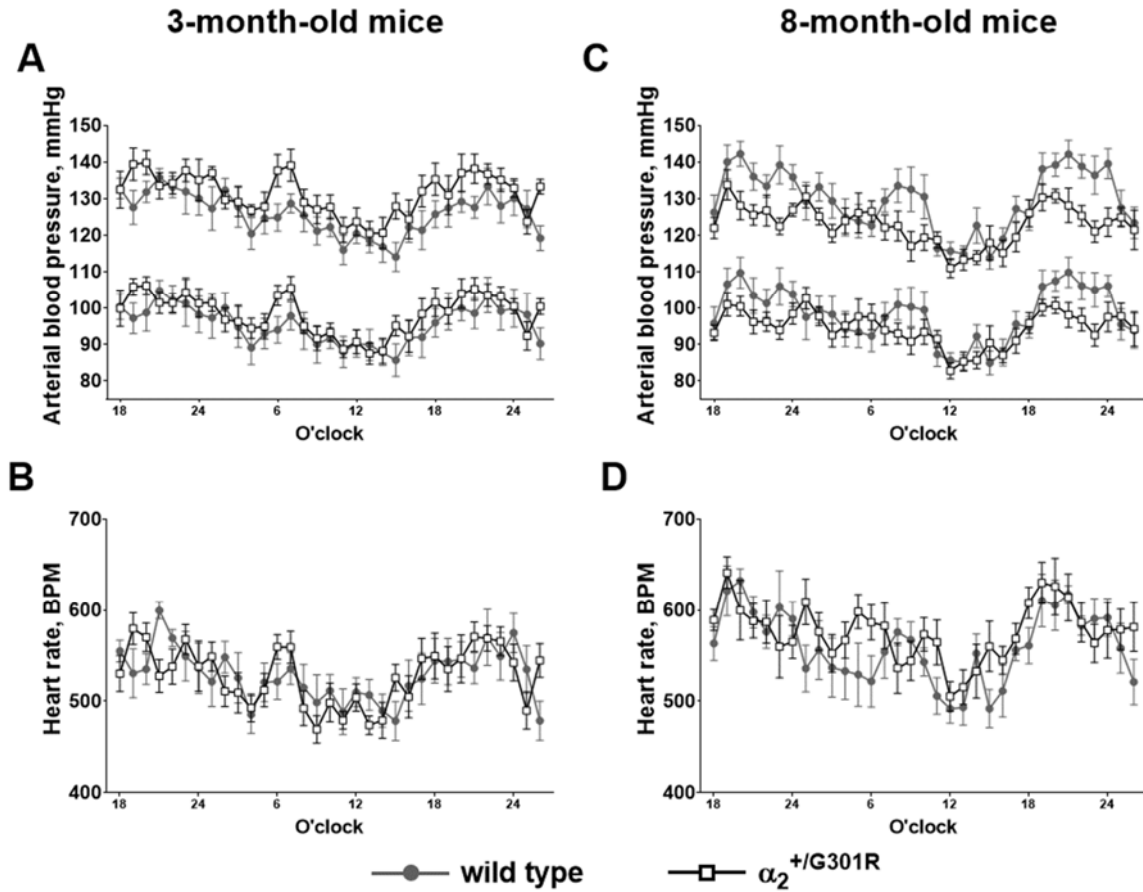 3-month-old mice
8-month-old mice
A
Arterial blood pressure, mmHg
150
140
130
120
110
100
90
80
18 24 6 12 18 24
O'clock
C
Arterial blood pressure, mmHg
150
140
130
120
110
100
90
80
18 24 6 12 18 24
O'clock
B
Heart rate, BPM
700
600
500
400
18 24 6 12 18 24
O'clock
D
Heart rate, BPM
700
600
500
400
18 24 6 12 18 24
O'clock
wild type
α₂⁺/G301R